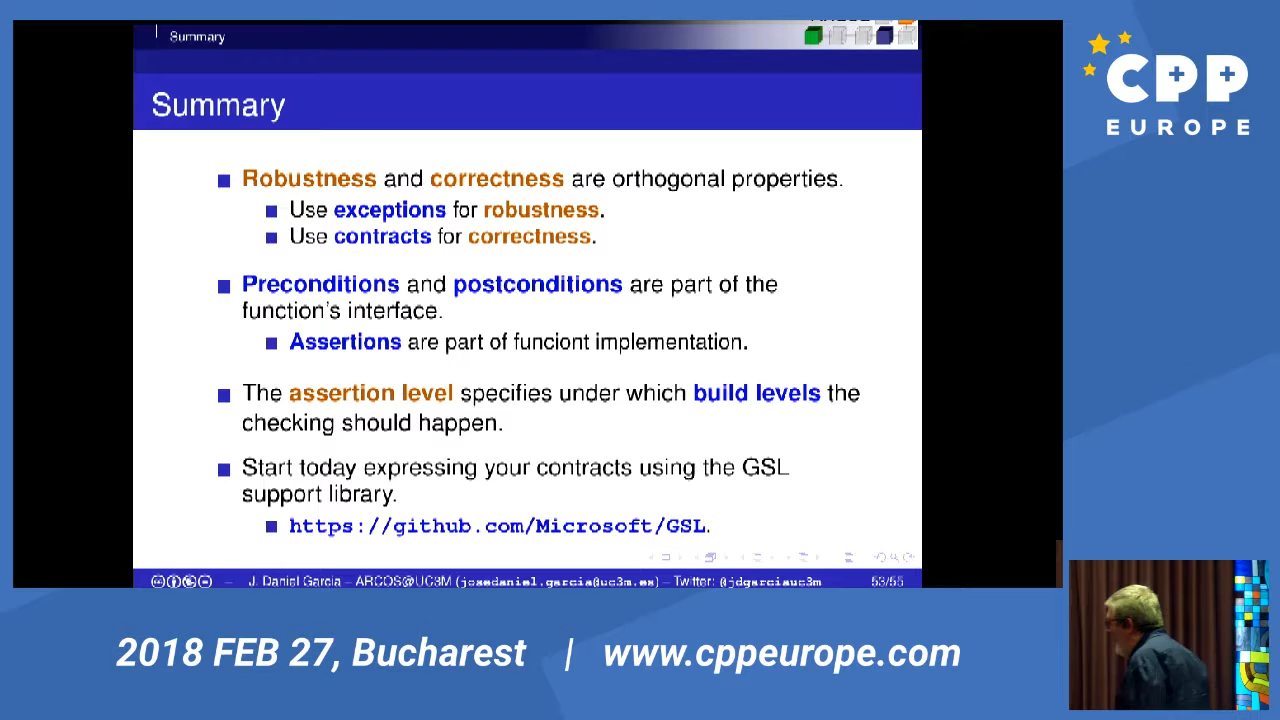 Summary
Summary
Robustness and correctness are orthogonal properties.
Use exceptions for robustness.
Use contracts for correctness.
Preconditions and postconditions are part of the
function's interface.
Assertions are part of funciont implementation.
The assertion level specifies under which build levels the
checking should happen.
Start today expressing your contracts using the GSL
support library.
https://github.com/Microsoft/GSL.
J. Daniel Garcia – ARCOS@UC3M (josedaniel.garcia@uc3m.es) – Twitter: @jdgarciauc3m 53/55
CPP
EUROPE
2018 FEB 27, Bucharest | www.cppeurope.com